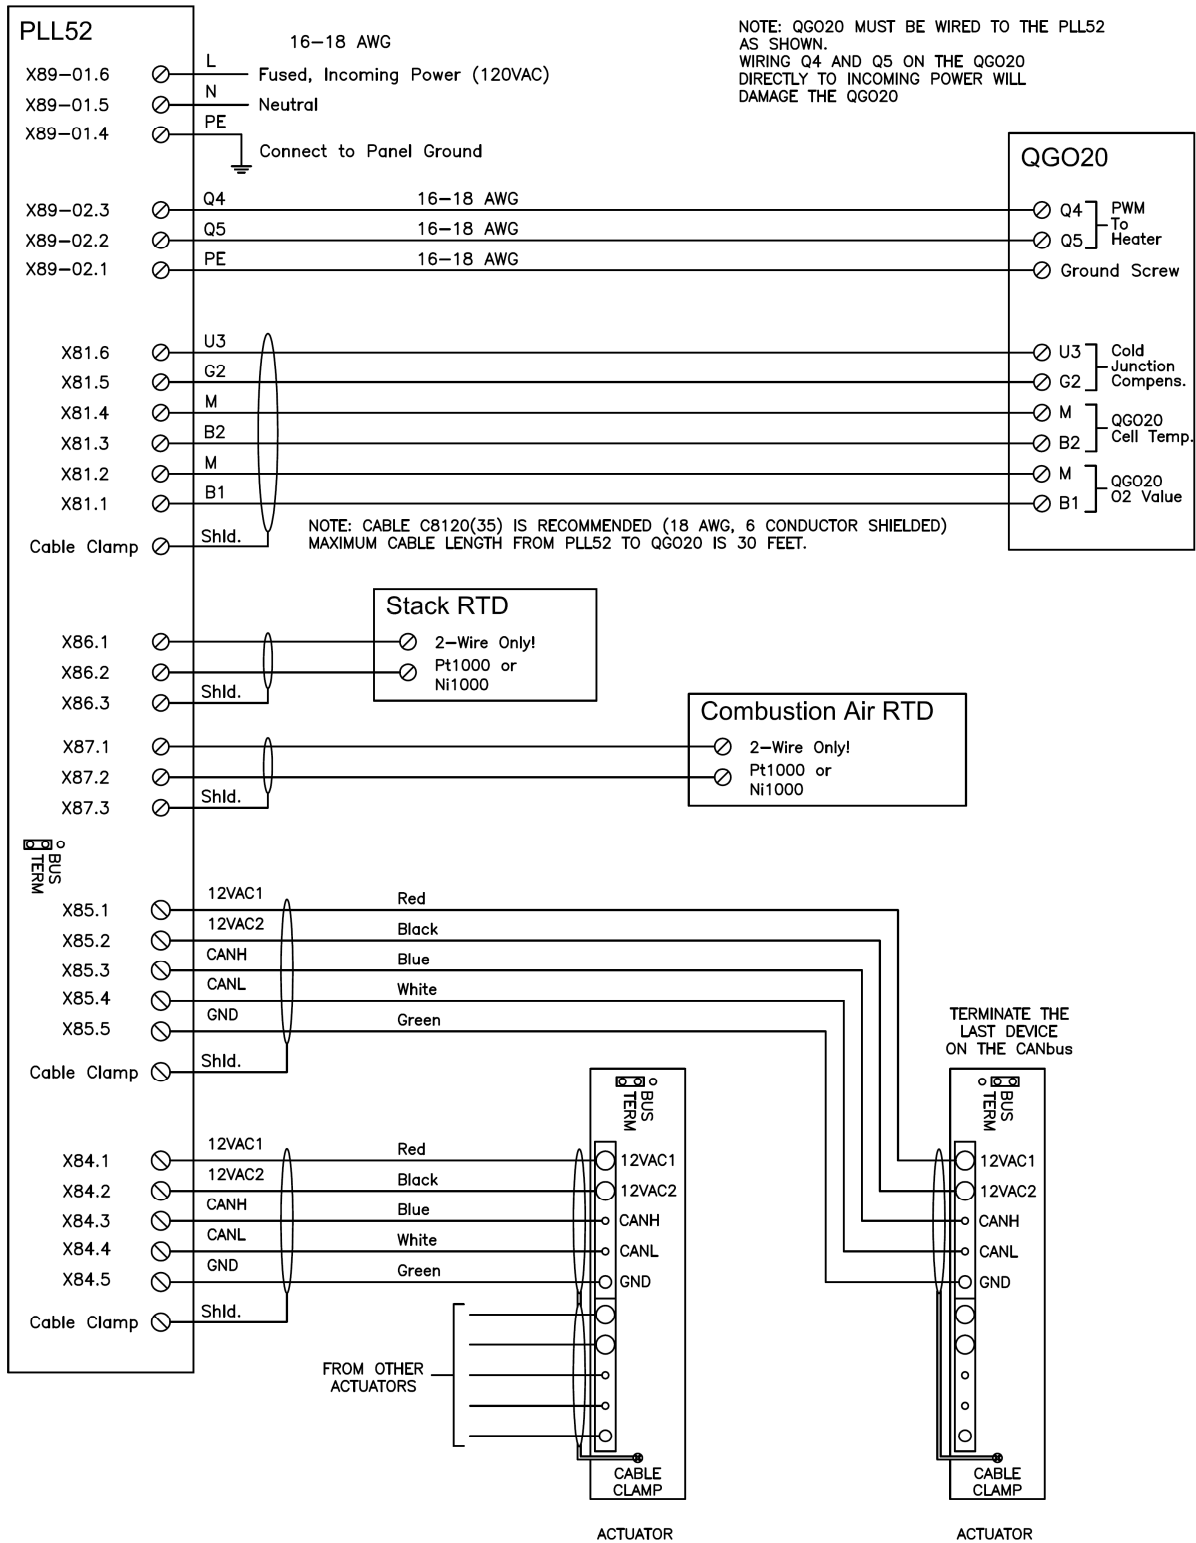 PLL52
16-18 AWG
X89-01.6 L Fused, Incoming Power (120VAC)
X89-01.5 N Neutral
X89-01.4 PE
Connect to Panel Ground
NOTE: QGO20 MUST BE WIRED TO THE PLL52
AS SHOWN.
WIRING Q4 AND Q5 ON THE QGO20
DIRECTLY TO INCOMING POWER WILL
DAMAGE THE QGO20
QGO20
X89-02.3 Q4 16-18 AWG Q4
X89-02.2 Q5 16-18 AWG Q5
PWM
To
Heater
X89-02.1 PE 16-18 AWG Ground Screw
X81.6 U3 U3
X81.5 G2 G2
Cold
Junction
Compens.
X81.4 M M
X81.3 B2 B2
QGO20
Cell Temp.
X81.2 M M
X81.1 B1 B1
QGO20
O2 Value
Cable Clamp Shld.
NOTE: CABLE C8120(35) IS RECOMMENDED (18 AWG, 6 CONDUCTOR SHIELDED)
MAXIMUM CABLE LENGTH FROM PLL52 TO QGO20 IS 30 FEET.
Stack RTD
X86.1 2-Wire Only!
X86.2 Pt1000 or
Ni1000
X86.3 Shld.
Combustion Air RTD
X87.1 2-Wire Only!
X87.2 Pt1000 or
Ni1000
X87.3 Shld.
BUS
TERM
X85.1 12VAC1 Red
X85.2 12VAC2 Black
X85.3 CANH Blue
X85.4 CANL White
X85.5 GND Green
Cable Clamp Shld.
TERMINATE THE
LAST DEVICE
ON THE CANbus
BUS
TERM
BUS
TERM
X84.1 12VAC1 Red 12VAC1 12VAC1
X84.2 12VAC2 Black 12VAC2 12VAC2
X84.3 CANH Blue CANH CANH
X84.4 CANL White CANL CANL
X84.5 GND Green GND GND
Cable Clamp Shld.
FROM OTHER
ACTUATORS
CABLE
CLAMP
CABLE
CLAMP
ACTUATOR
ACTUATOR